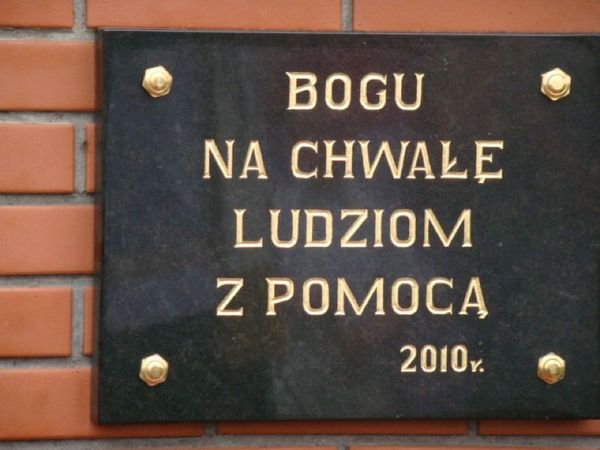 BOGU
NA CHWAŁĘ
LUDZIOM
Z POMOCĄ
2010r.